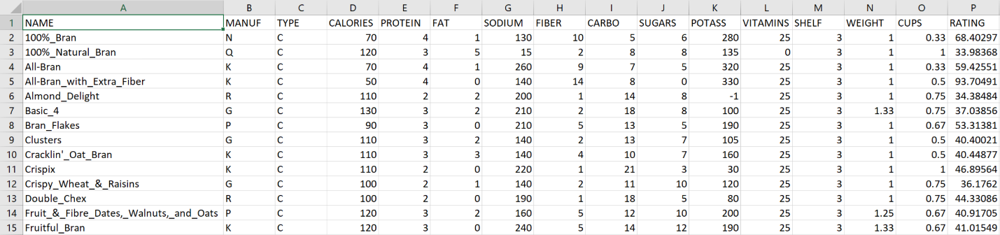 A B C D E F G H I J K L M N O P
1 NAME MANUF TYPE CALORIES PROTEIN FAT SODIUM FIBER CARBO SUGARS POTASS VITAMINS SHELF WEIGHT CUPS RATING
2 100%_Bran N C 70 4 1 130 10 5 6 280 25 3 1 0.33 68.40297
3 100%_Natural_Bran Q C 120 3 5 15 2 8 8 135 0 3 1 1 33.98368
4 All-Bran K C 70 4 1 260 9 7 5 320 25 3 1 0.33 59.42551
5 All-Bran_with_Extra_Fiber K C 50 4 0 140 14 8 0 330 25 3 1 0.5 93.70491
6 Almond_Delight R C 110 2 2 200 1 14 8 -1 25 3 1 0.75 34.38484
7 Basic_4 G C 130 3 2 210 2 18 8 100 25 3 1.33 0.75 37.03856
8 Bran_Flakes P C 90 3 0 210 5 13 5 190 25 3 1 0.67 53.31381
9 Clusters G C 110 3 2 140 2 13 7 105 25 3 1 0.5 40.40021
10 Cracklin'_Oat_Bran K C 110 3 3 140 4 10 7 160 25 3 1 0.5 40.44877
11 Crispix K C 110 2 0 220 1 21 3 30 25 3 1 1 46.89564
12 Crispy_Wheat_&_Raisins G C 100 2 1 140 2 11 10 120 25 3 1 0.75 36.1762
13 Double_Chex R C 100 2 0 190 1 18 5 80 25 3 1 0.75 44.33086
14 Fruit_&_Fibre_Dates,_Walnuts,_and_Oats P C 120 3 2 160 5 12 10 200 25 3 1.25 0.67 40.91705
15 Fruitful_Bran K C 120 3 0 240 5 14 12 190 25 3 1.33 0.67 41.01549